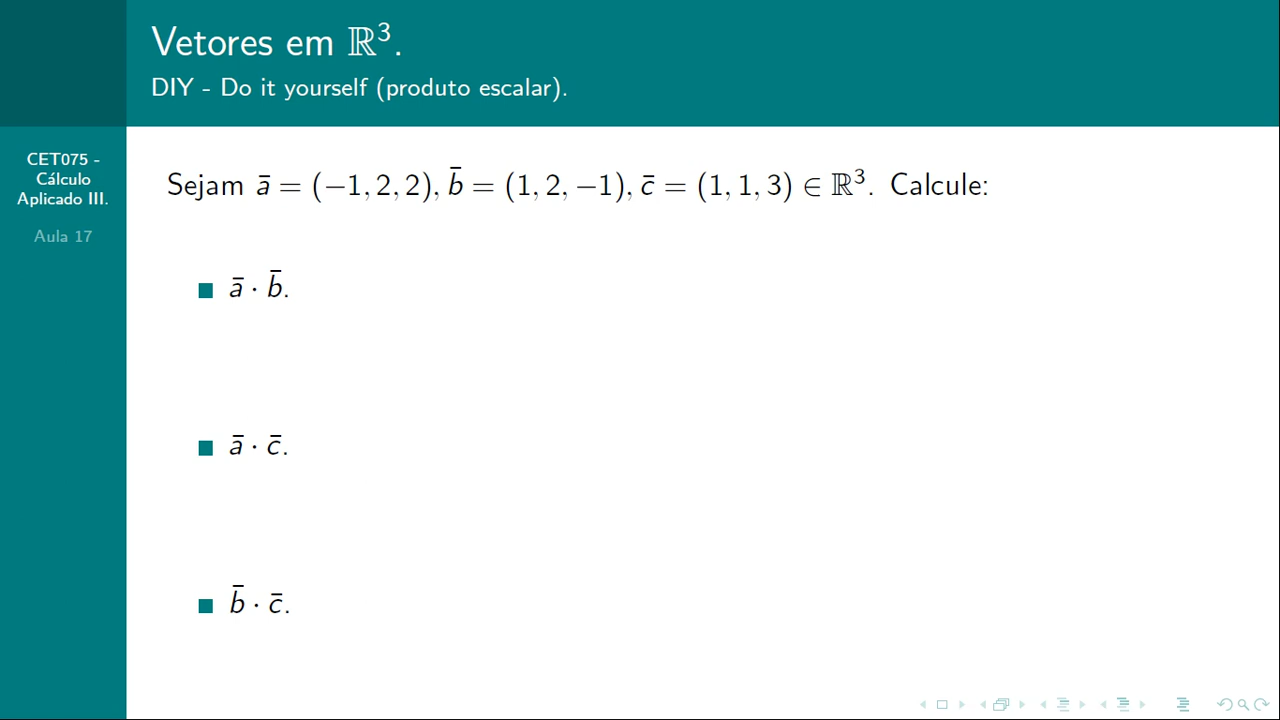 Vetores em ℝ³.
DIY - Do it yourself (produto escalar).
CET075 -
Cálculo
Aplicado III.
Aula 17
Sejam ā = (−1, 2, 2), b̄ = (1, 2, −1), c̄ = (1, 1, 3) ∈ ℝ³. Calcule:
ā · b̄.
ā · c̄.
b̄ · c̄.